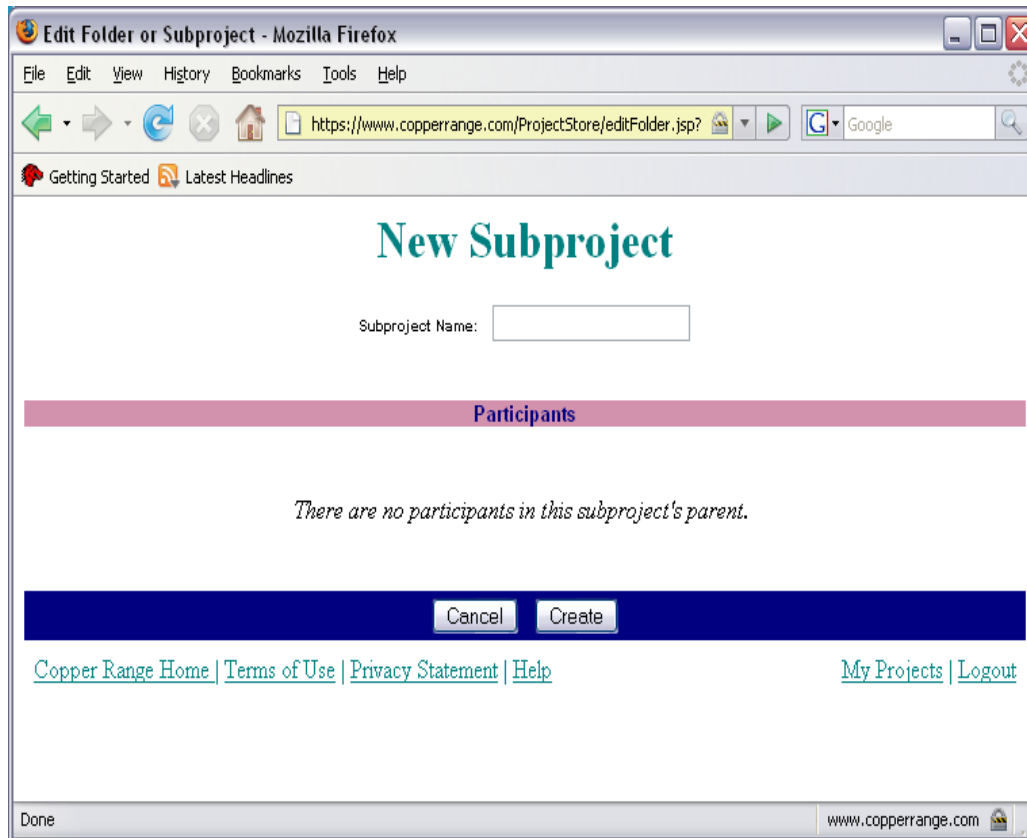 Edit Folder or Subproject - Mozilla Firefox
File Edit View History Bookmarks Tools Help
https://www.copperrange.com/ProjectStore/editFolder.jsp? G Google
Getting Started Latest Headlines
New Subproject
Subproject Name:
Participants
There are no participants in this subproject's parent.
Cancel Create
Copper Range Home | Terms of Use | Privacy Statement | Help My Projects | Logout
Done www.copperrange.com